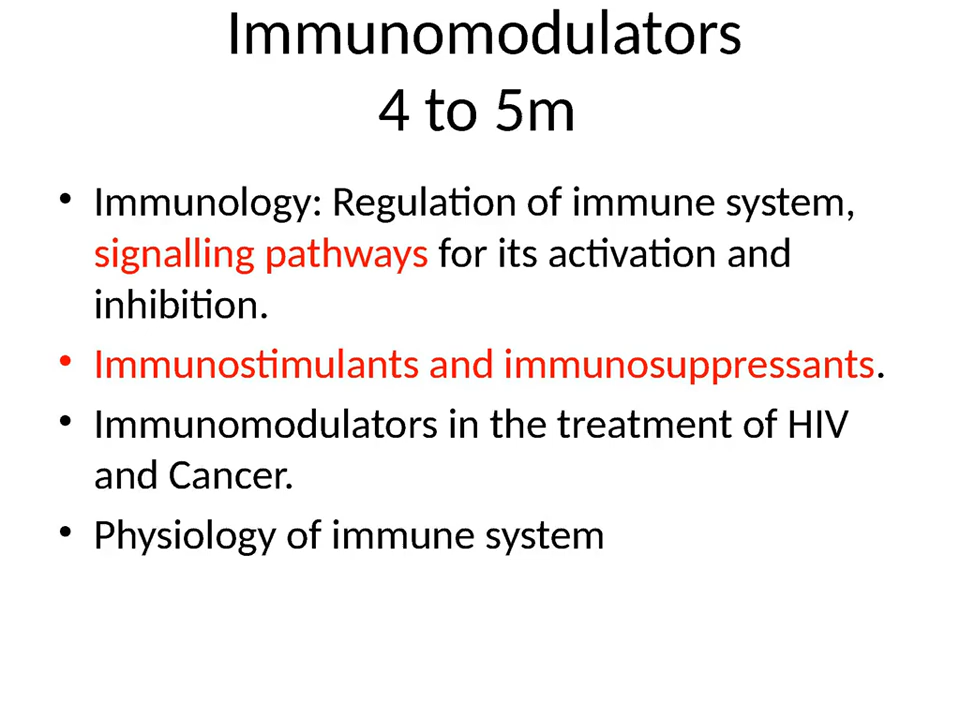 Immunomodulators
4 to 5m
• Immunology: Regulation of immune system,
signalling pathways for its activation and
inhibition.
• Immunostimulants and immunosuppressants.
• Immunomodulators in the treatment of HIV
and Cancer.
• Physiology of immune system